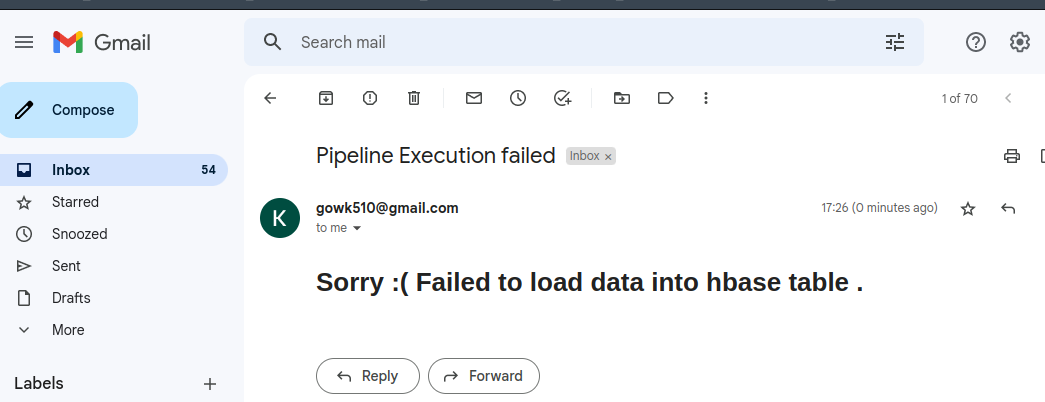 Gmail
Search mail
Compose
1 of 70
Inbox 54
Pipeline Execution failed Inbox ×
Starred
gowk510@gmail.com 17:26 (0 minutes ago)
K
to me
Snoozed
Sent
Sorry :( Failed to load data into hbase table .
Drafts
More
Reply Forward
Labels +